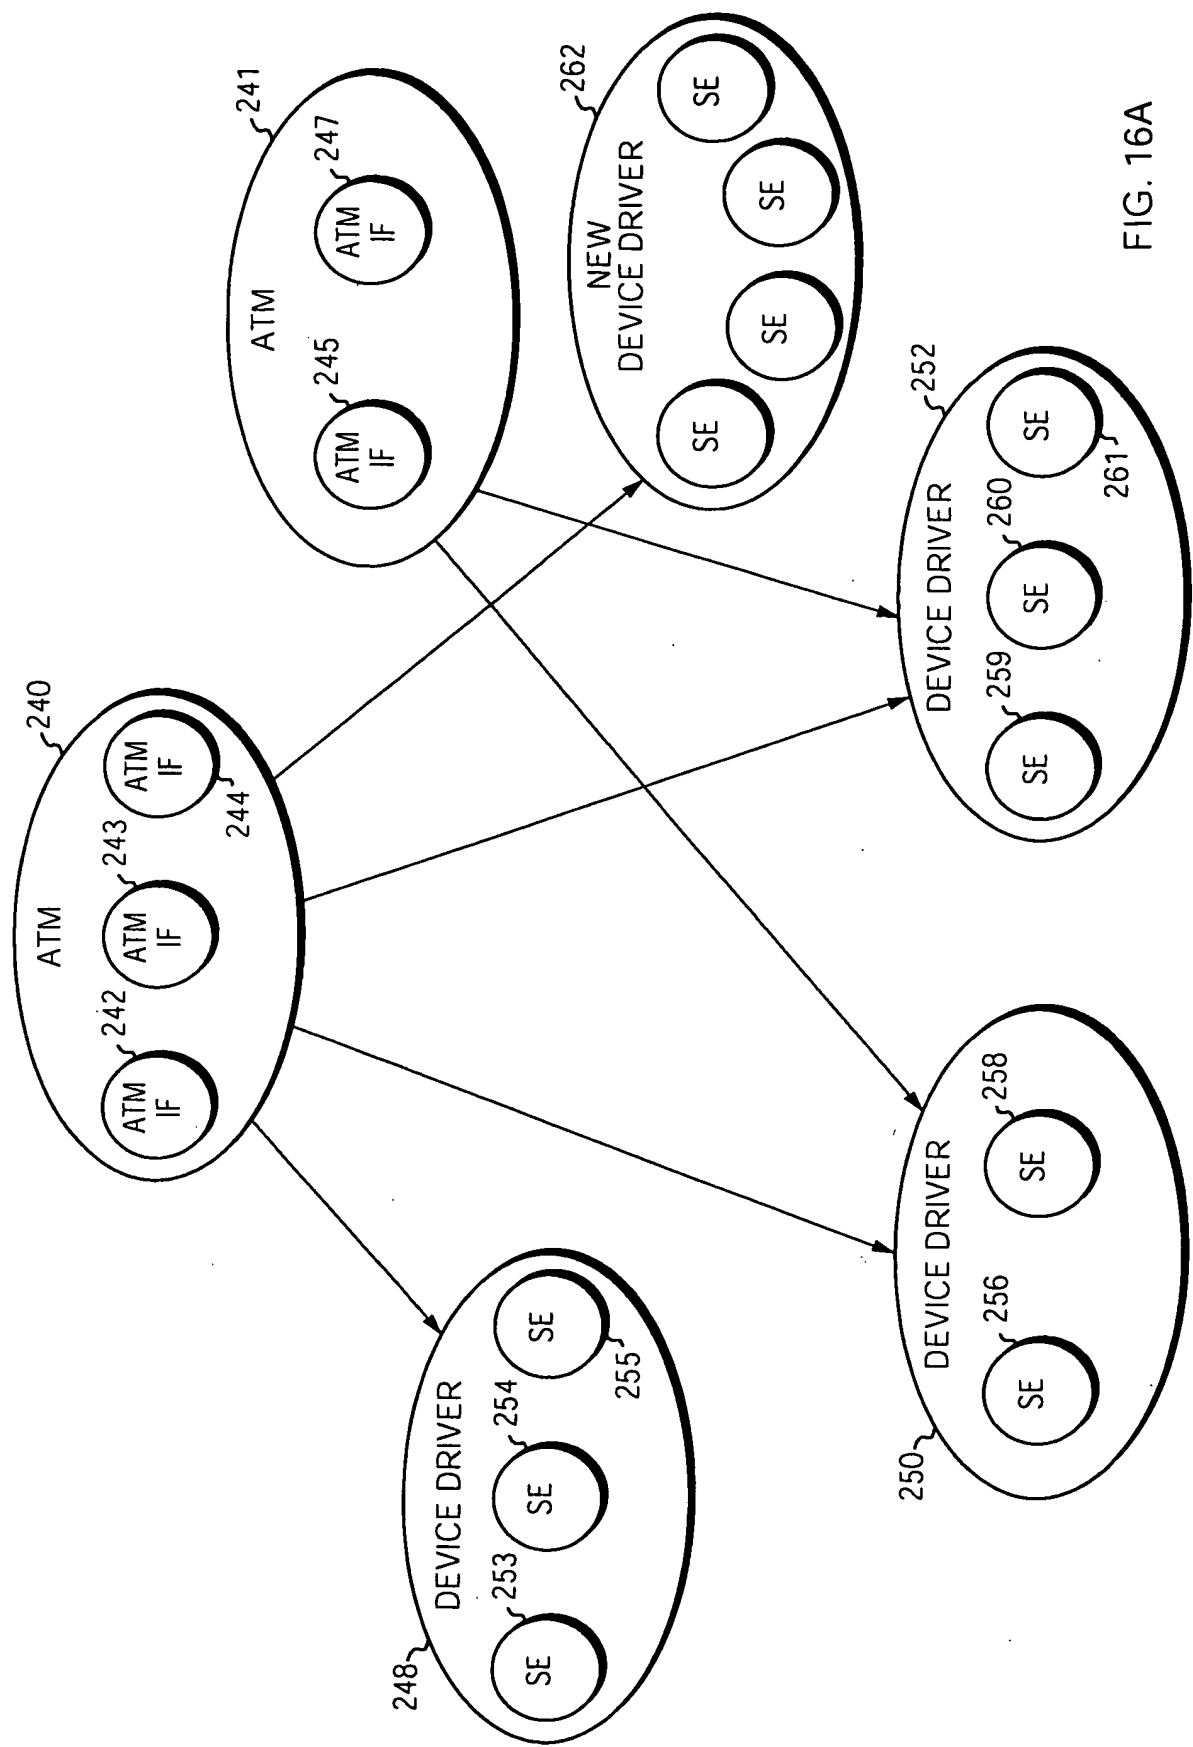 240
ATM
ATM
IF
242
ATM
IF
243
ATM
IF
244
241
ATM
ATM
IF
245
ATM
IF
247
248
DEVICE DRIVER
SE
253
SE
254
SE
255
262
NEW
DEVICE DRIVER
SE
SE
SE
SE
250
DEVICE DRIVER
SE
256
SE
258
252
DEVICE DRIVER
SE
259
SE
260
SE
261
FIG. 16A